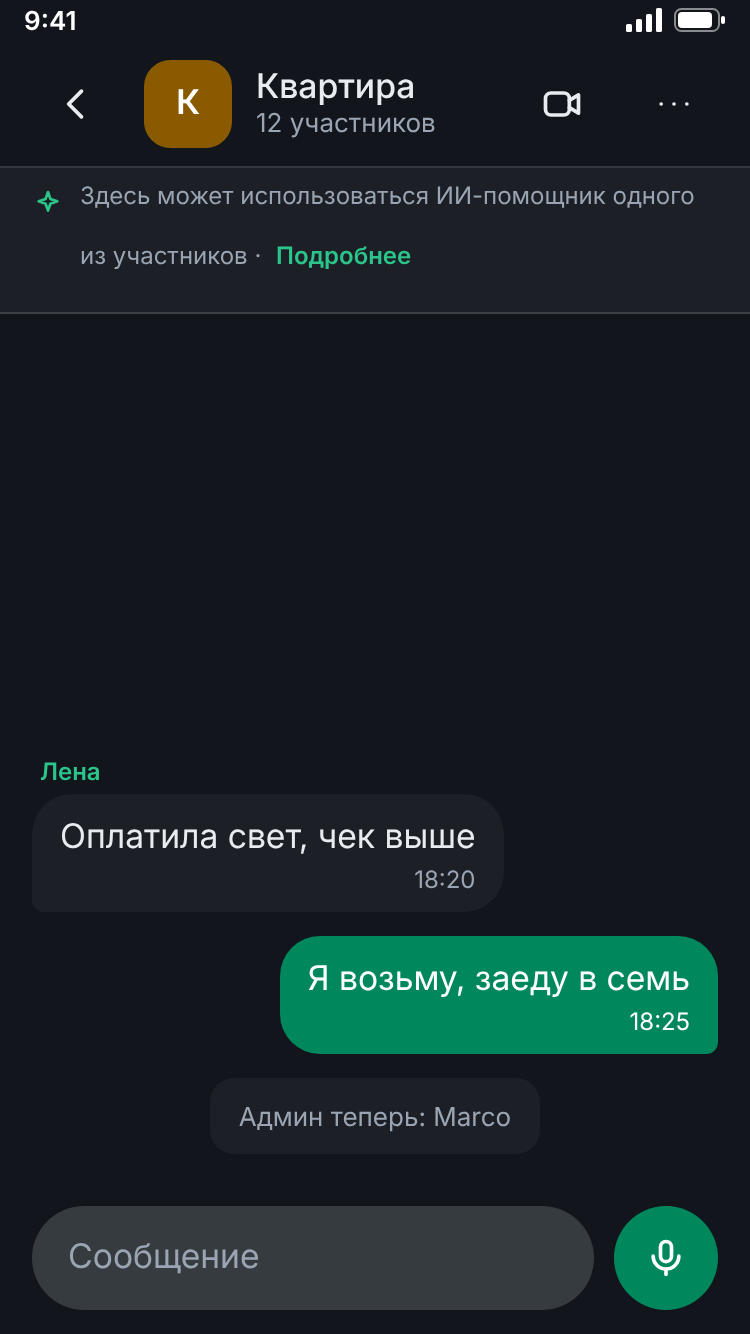 9:41
К
Квартира
12 участников
Здесь может использоваться ИИ-помощник одного
из участников · Подробнее
Лена
Оплатила свет, чек выше
18:20
Я возьму, заеду в семь
18:25
Админ теперь: Marco
Сообщение